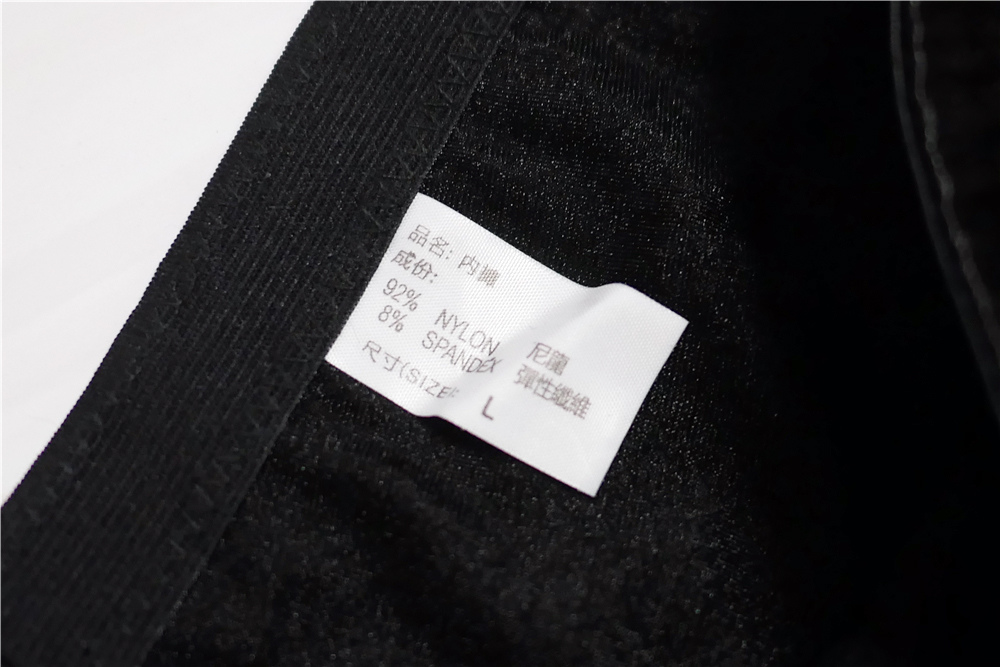 品名: 內褲
成份:
92% NYLON 尼龍
8% SPANDEX 彈性纖維
尺寸(SIZE) L